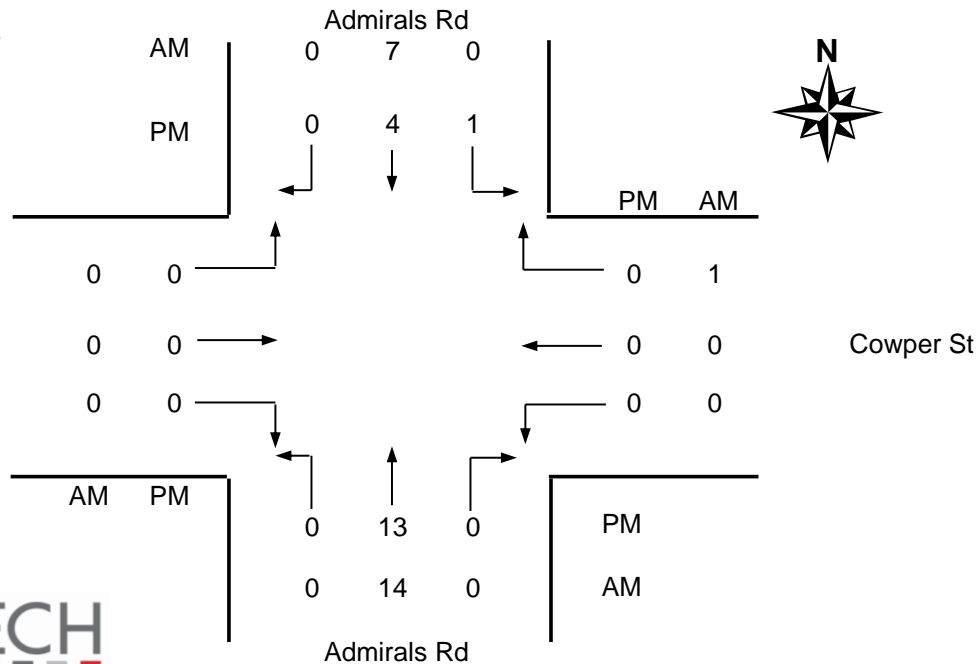 Admirals Rd
AM 0 7 0
N
PM 0 4 1
PM AM
0 0 0 1
0 0 0 0 Cowper St
0 0 0 0
AM PM
0 13 0 PM
0 14 0 AM
ECH
Admirals Rd